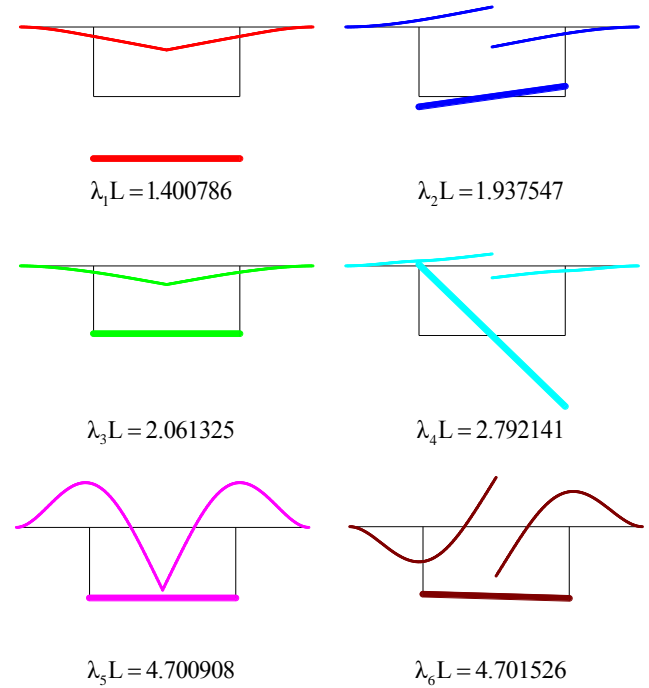 λ₁L = 1.400786
λ₂L = 1.937547
λ₃L = 2.061325
λ₄L = 2.792141
λ₅L = 4.700908
λ₆L = 4.701526